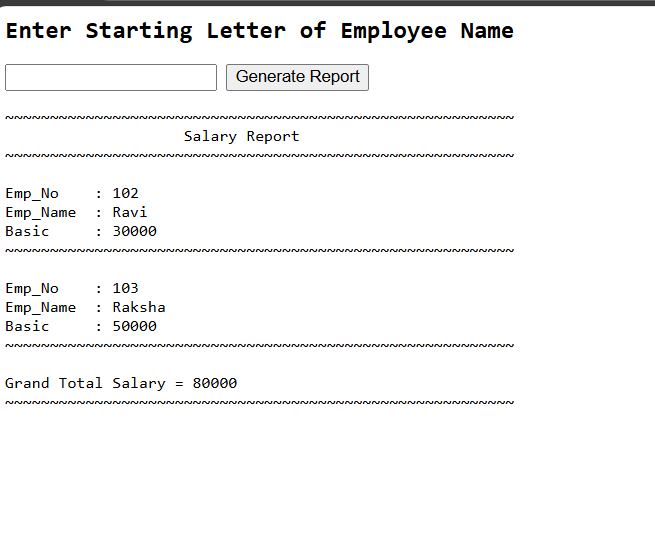 Enter Starting Letter of Employee Name
Generate Report
~~~~~~~~~~~~~~~~~~~~~~~~~~~~~~~~~~~~~~~~~~~~~~~~~~~~~~~~~
                    Salary Report
~~~~~~~~~~~~~~~~~~~~~~~~~~~~~~~~~~~~~~~~~~~~~~~~~~~~~~~~~
Emp_No    : 102
Emp_Name  : Ravi
Basic     : 30000
~~~~~~~~~~~~~~~~~~~~~~~~~~~~~~~~~~~~~~~~~~~~~~~~~~~~~~~~~
Emp_No    : 103
Emp_Name  : Raksha
Basic     : 50000
~~~~~~~~~~~~~~~~~~~~~~~~~~~~~~~~~~~~~~~~~~~~~~~~~~~~~~~~~
Grand Total Salary = 80000
~~~~~~~~~~~~~~~~~~~~~~~~~~~~~~~~~~~~~~~~~~~~~~~~~~~~~~~~~